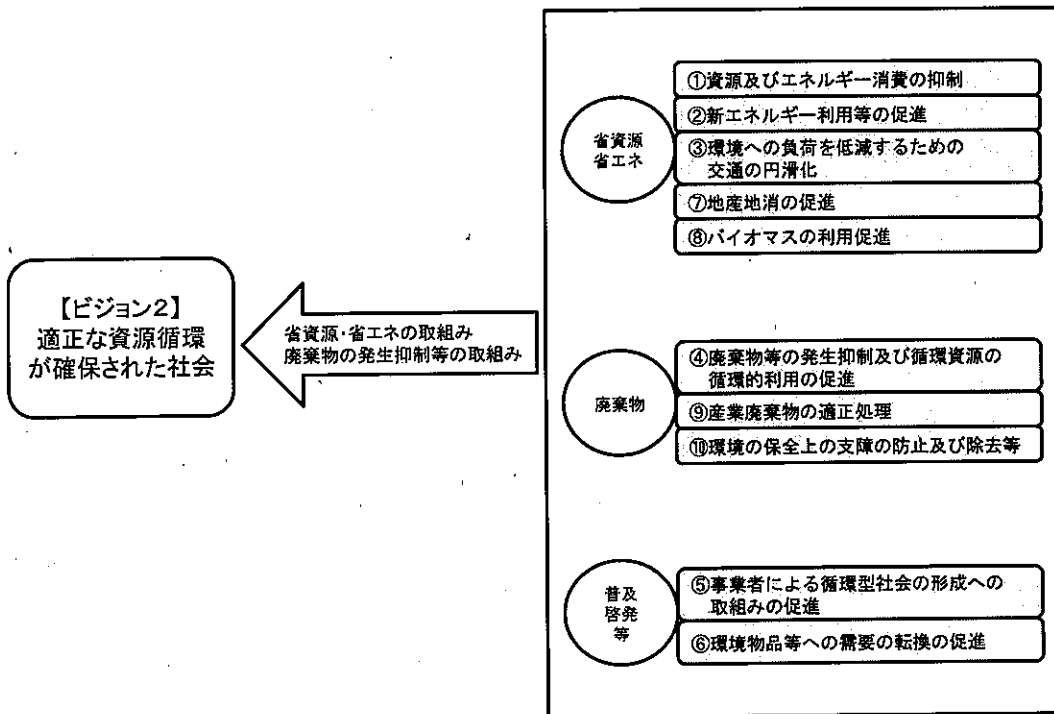 【ビジョン2】
適正な資源循環
が確保された社会
省資源・省エネの取組み
廃棄物の発生抑制等の取組み
省資源
省エネ
①資源及びエネルギー消費の抑制
②新エネルギー利用等の促進
③環境への負荷を低減するための
交通の円滑化
⑦地産地消の促進
⑧バイオマスの利用促進
廃棄物
④廃棄物等の発生抑制及び循環資源の
循環的利用の促進
⑨産業廃棄物の適正処理
⑩環境の保全上の支障の防止及び除去等
普及
啓発
等
⑤事業者による循環型社会の形成への
取組みの促進
⑥環境物品等への需要の転換の促進